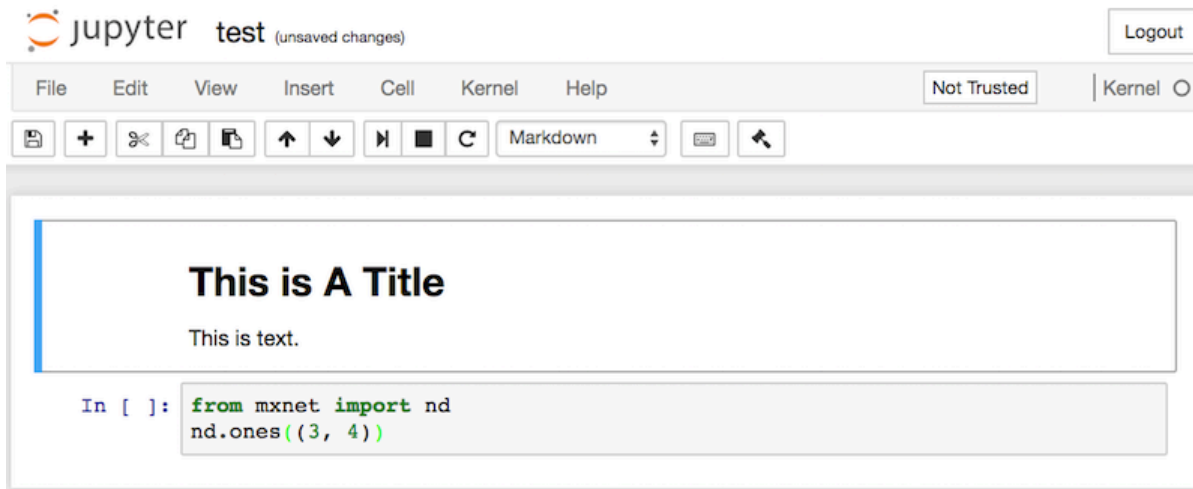 jupyter test (unsaved changes) Logout
File Edit View Insert Cell Kernel Help Not Trusted Kernel
Markdown
This is A Title
This is text.
In [ ]: from mxnet import nd
nd.ones((3, 4))